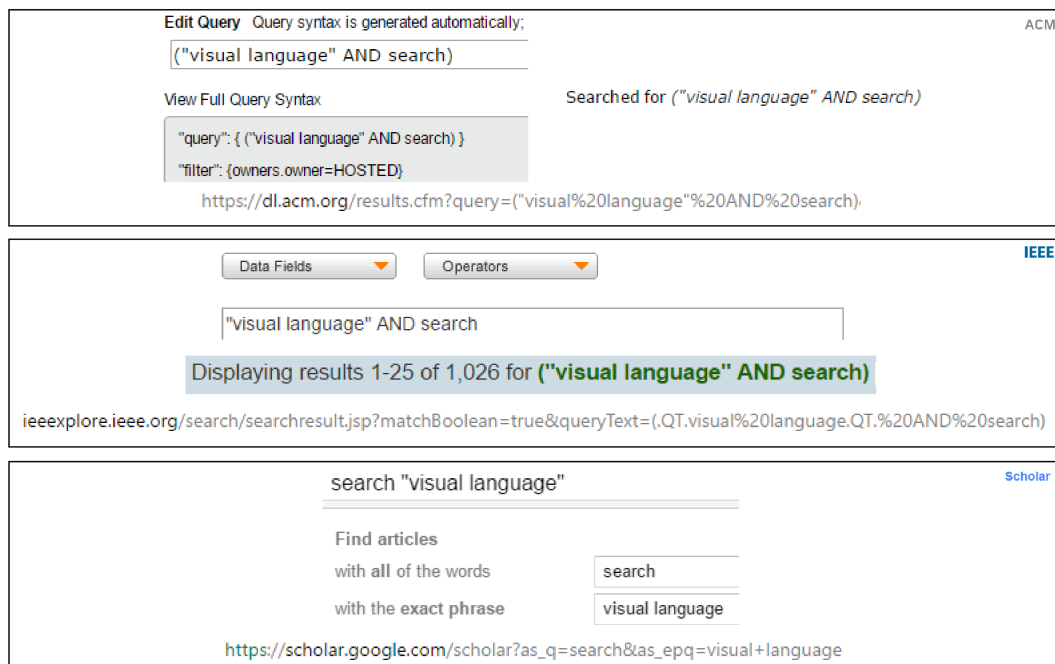 Edit Query Query syntax is generated automatically;
ACM
("visual language" AND search)
View Full Query Syntax
Searched for ("visual language" AND search)
"query": { ("visual language" AND search) }
"filter": {owners.owner=HOSTED}
https://dl.acm.org/results.cfm?query=("visual%20language"%20AND%20search)
IEEE
Data Fields Operators
"visual language" AND search
Displaying results 1-25 of 1,026 for ("visual language" AND search)
ieeexplore.ieee.org/search/searchresult.jsp?matchBoolean=true&queryText=(.QT.visual%20language.QT.%20AND%20search)
search "visual language"
Scholar
Find articles
with all of the words search
with the exact phrase visual language
https://scholar.google.com/scholar?as_q=search&as_epq=visual+language